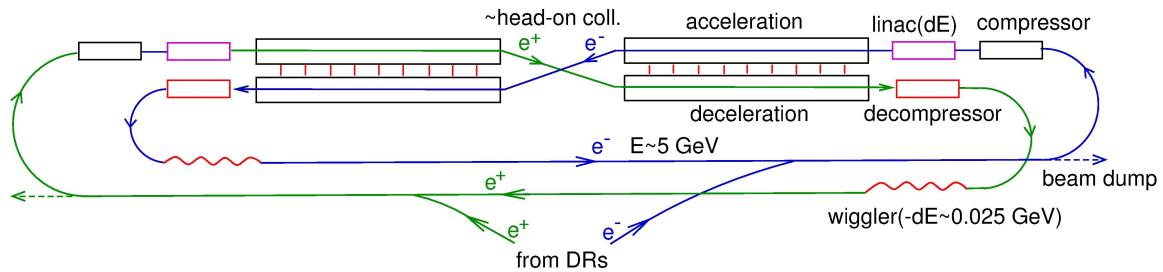 ~head-on coll.
acceleration
linac(dE)
compressor
e⁺
e⁻
deceleration
decompressor
e⁻
E~5 GeV
beam dump
e⁺
wiggler(-dE~0.025 GeV)
e⁺
e⁻
from DRs